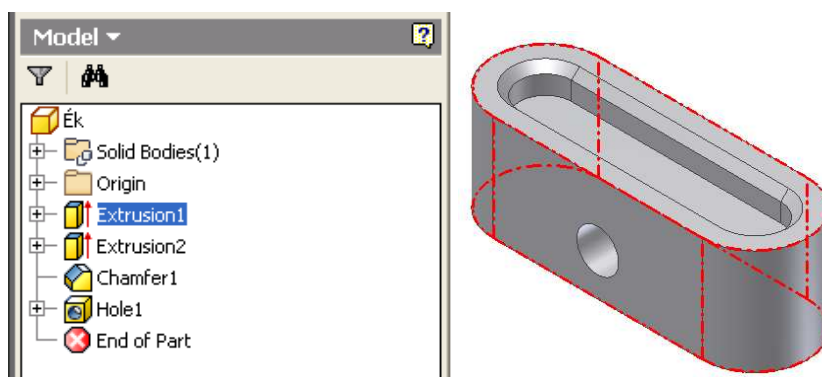 Model
?
Ék
Solid Bodies(1)
Origin
Extrusion1
Extrusion2
Chamfer1
Hole1
End of Part